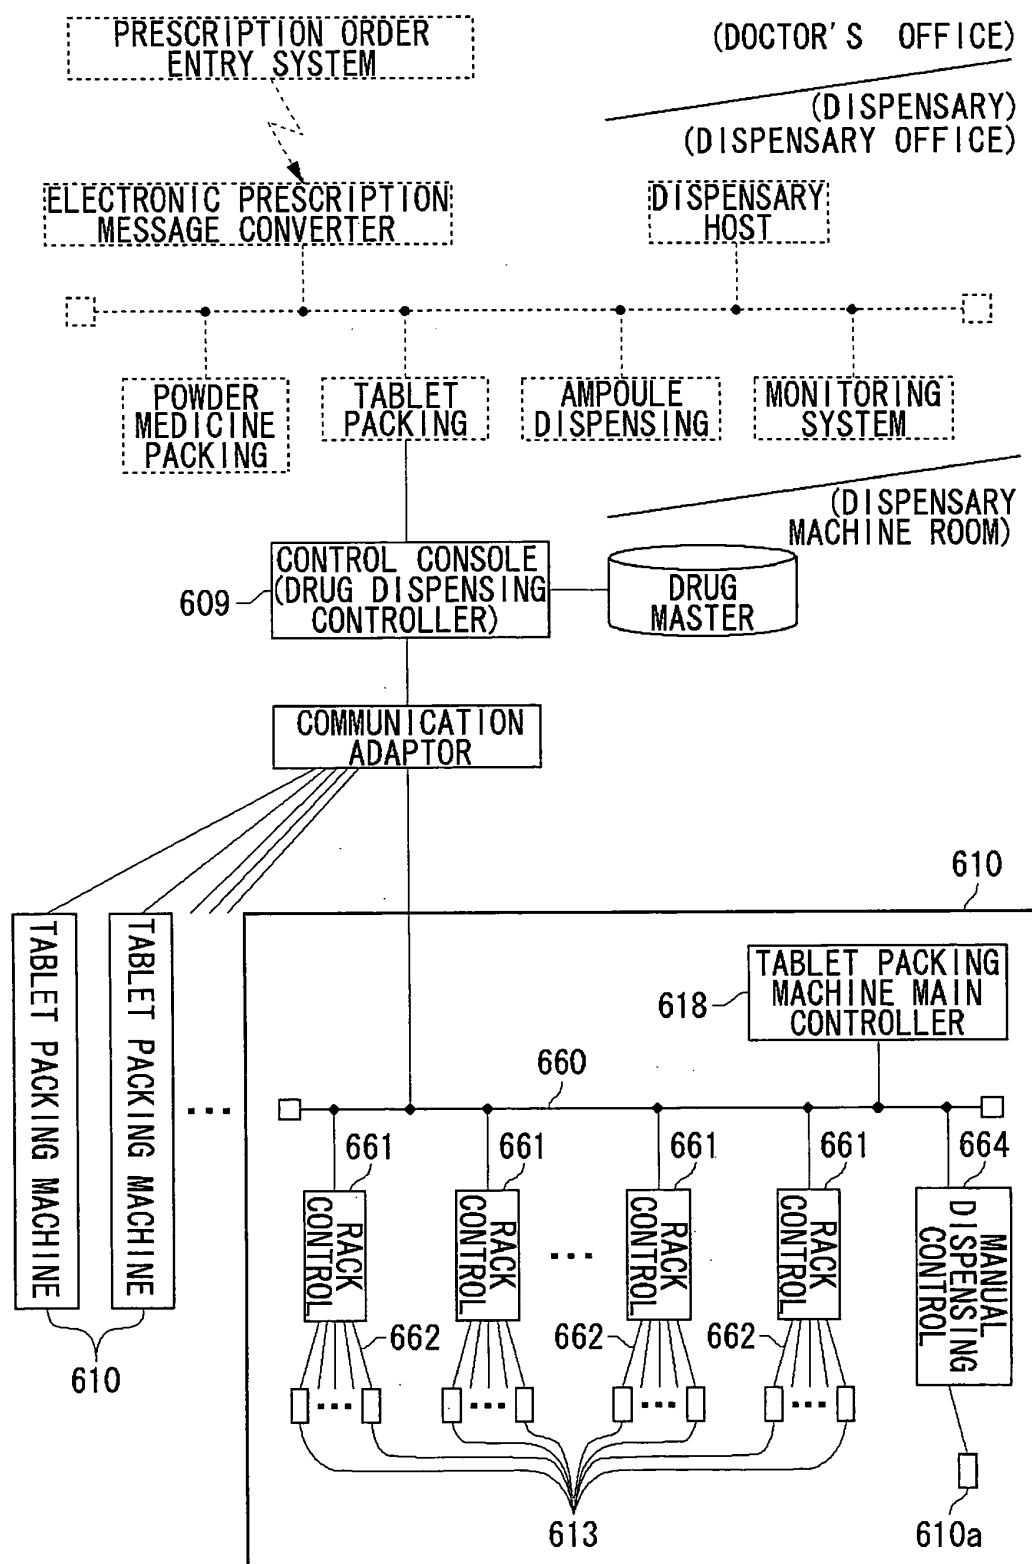 PRESCRIPTION ORDER
ENTRY SYSTEM
(DOCTOR'S OFFICE)
(DISPENSARY)
(DISPENSARY OFFICE)
ELECTRONIC PRESCRIPTION
MESSAGE CONVERTER
DISPENSARY
HOST
POWDER
MEDICINE
PACKING
TABLET
PACKING
AMPOULE
DISPENSING
MONITORING
SYSTEM
(DISPENSARY
MACHINE ROOM)
609
CONTROL CONSOLE
(DRUG DISPENSING
CONTROLLER)
DRUG
MASTER
COMMUNICATION
ADAPTOR
610
TABLET PACKING MACHINE
TABLET PACKING MACHINE
610
618
TABLET PACKING
MACHINE MAIN
CONTROLLER
660
661
661
661
661
664
RACK
CONTROL
RACK
CONTROL
RACK
CONTROL
RACK
CONTROL
MANUAL
DISPENSING
CONTROL
662
662
662
613
610a